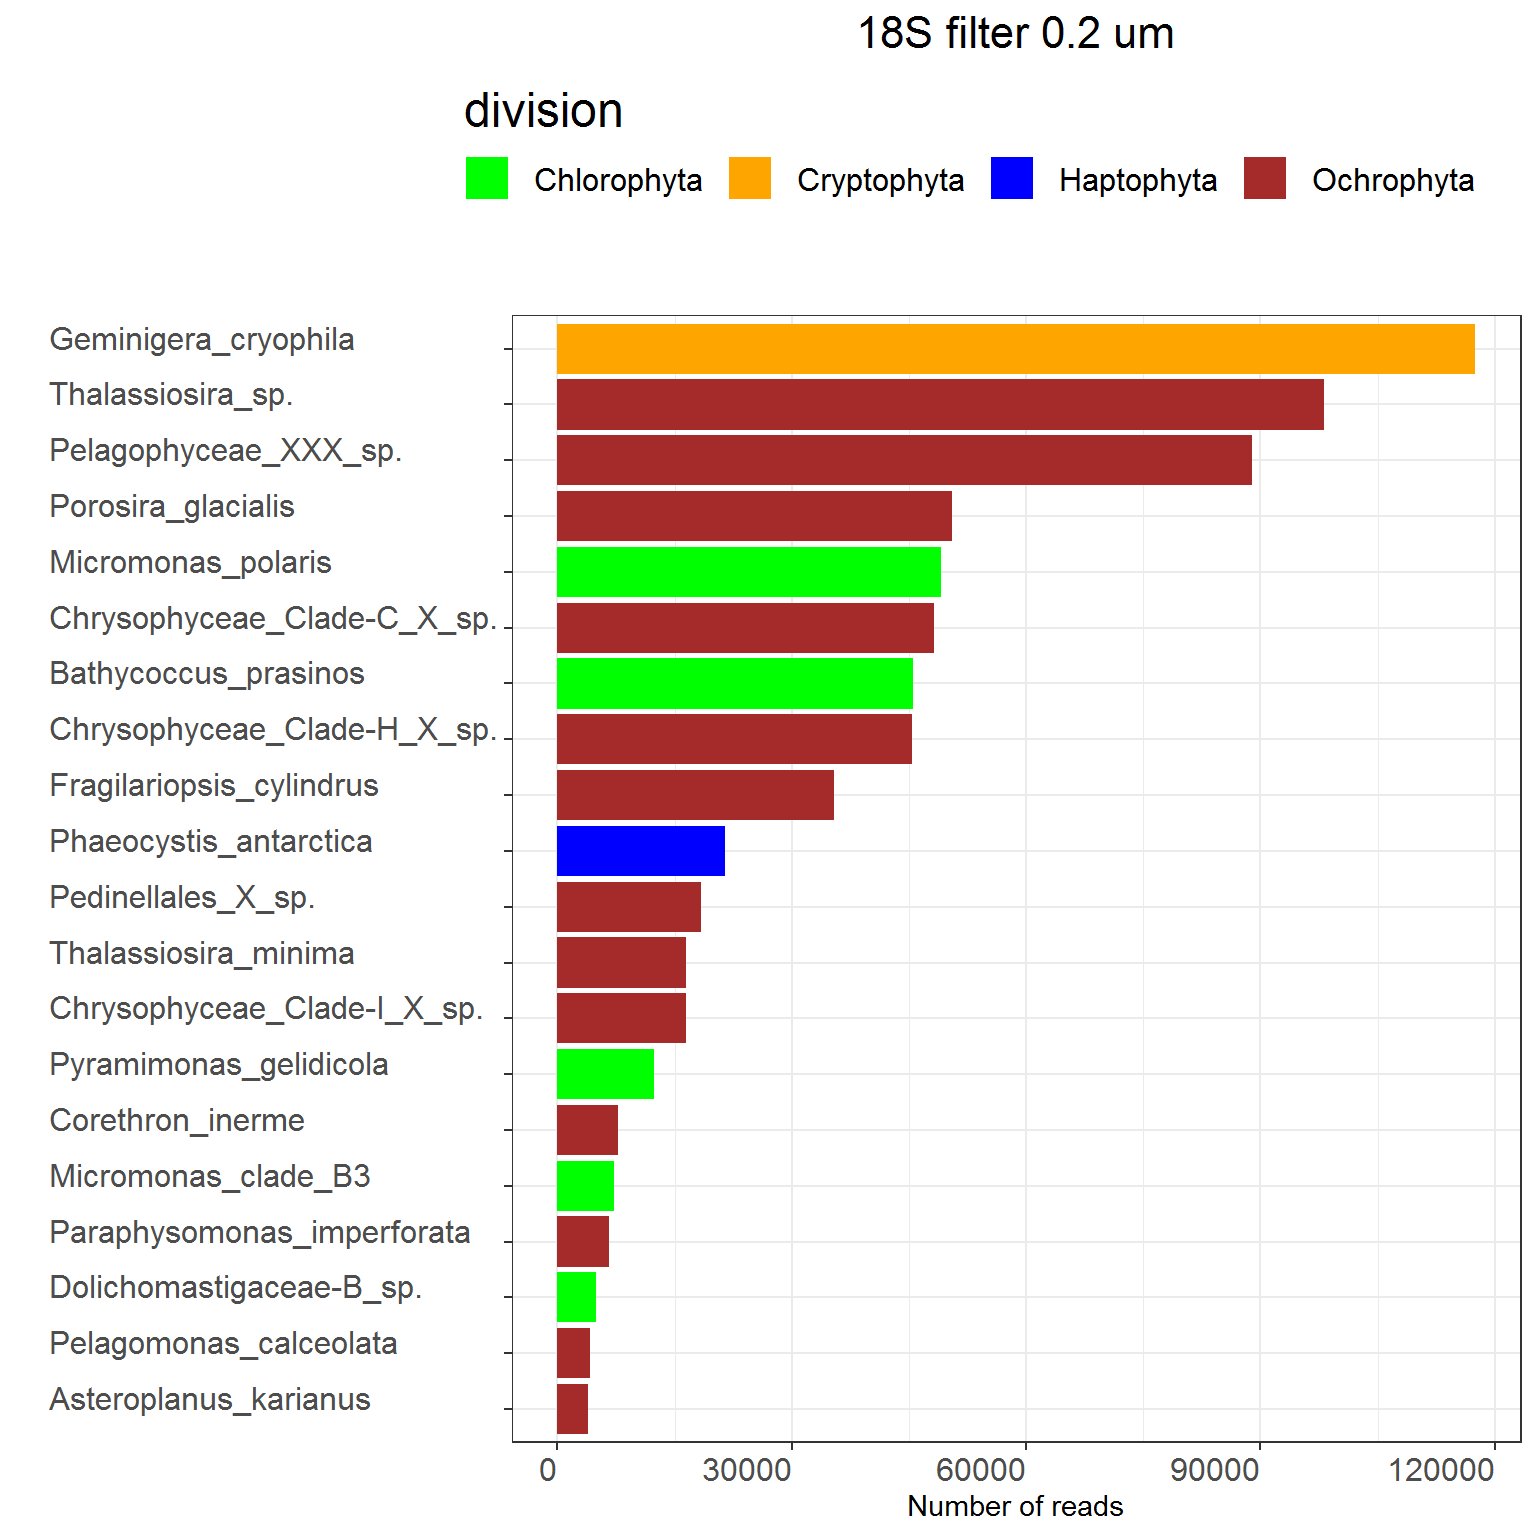 18S filter 0.2 um
division
Chlorophyta Cryptophyta Haptophyta Ochrophyta
Geminigera_cryophila
Thalassiosira_sp.
Pelagophyceae_XXX_sp.
Porosira_glacialis
Micromonas_polaris
Chrysophyceae_Clade-C_X_sp.
Bathycoccus_prasinos
Chrysophyceae_Clade-H_X_sp.
Fragilariopsis_cylindrus
Phaeocystis_antarctica
Pedinellales_X_sp.
Thalassiosira_minima
Chrysophyceae_Clade-I_X_sp.
Pyramimonas_gelidicola
Corethron_inerme
Micromonas_clade_B3
Paraphysomonas_imperforata
Dolichomastigaceae-B_sp.
Pelagomonas_calceolata
Asteroplanus_karianus
0 30000 60000 90000 120000
Number of reads